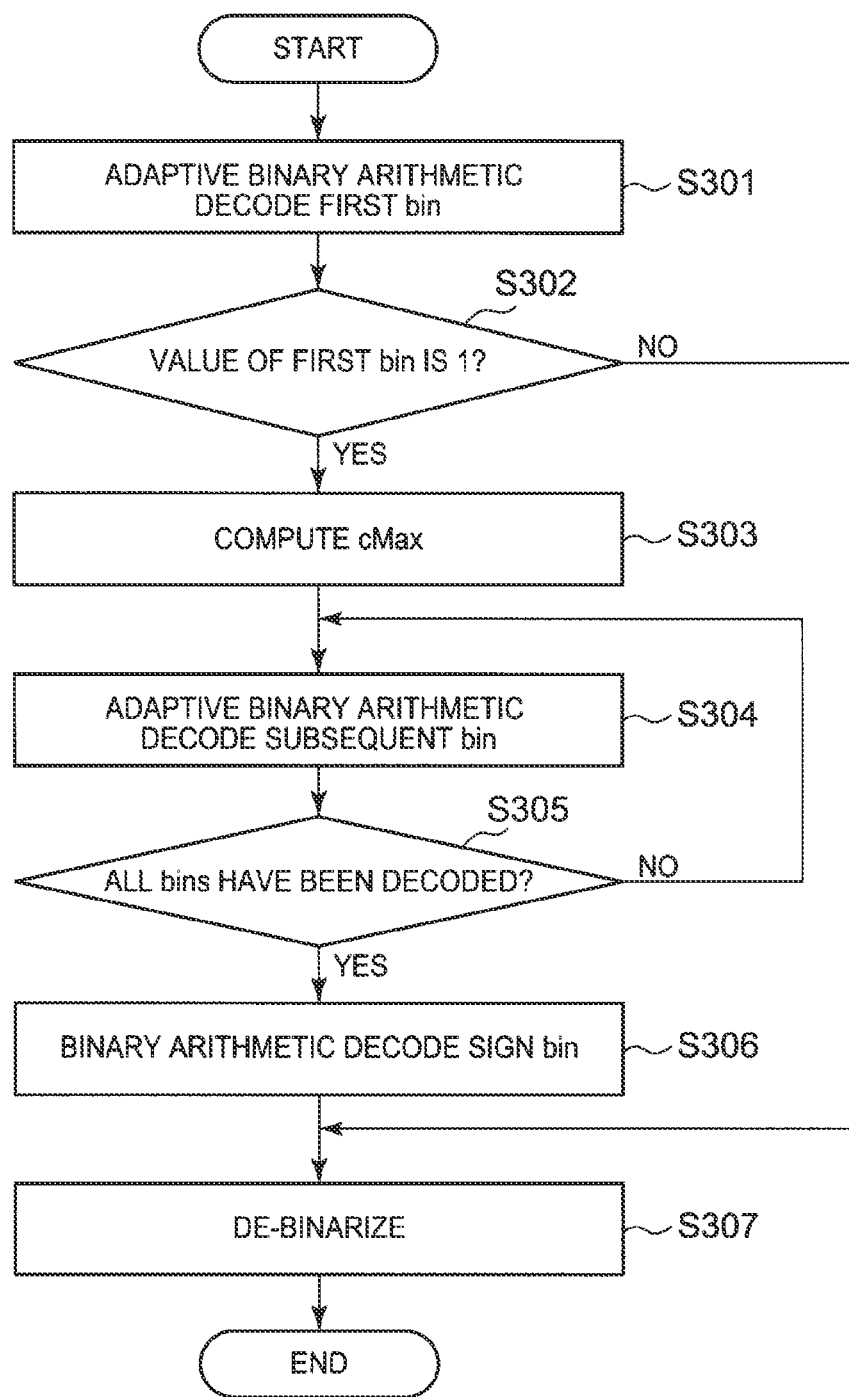 START
ADAPTIVE BINARY ARITHMETIC
DECODE FIRST bin
S301
S302
VALUE OF FIRST bin IS 1?
NO
YES
COMPUTE cMax
S303
ADAPTIVE BINARY ARITHMETIC
DECODE SUBSEQUENT bin
S304
S305
ALL bins HAVE BEEN DECODED?
NO
YES
BINARY ARITHMETIC DECODE SIGN bin
S306
DE-BINARIZE
S307
END